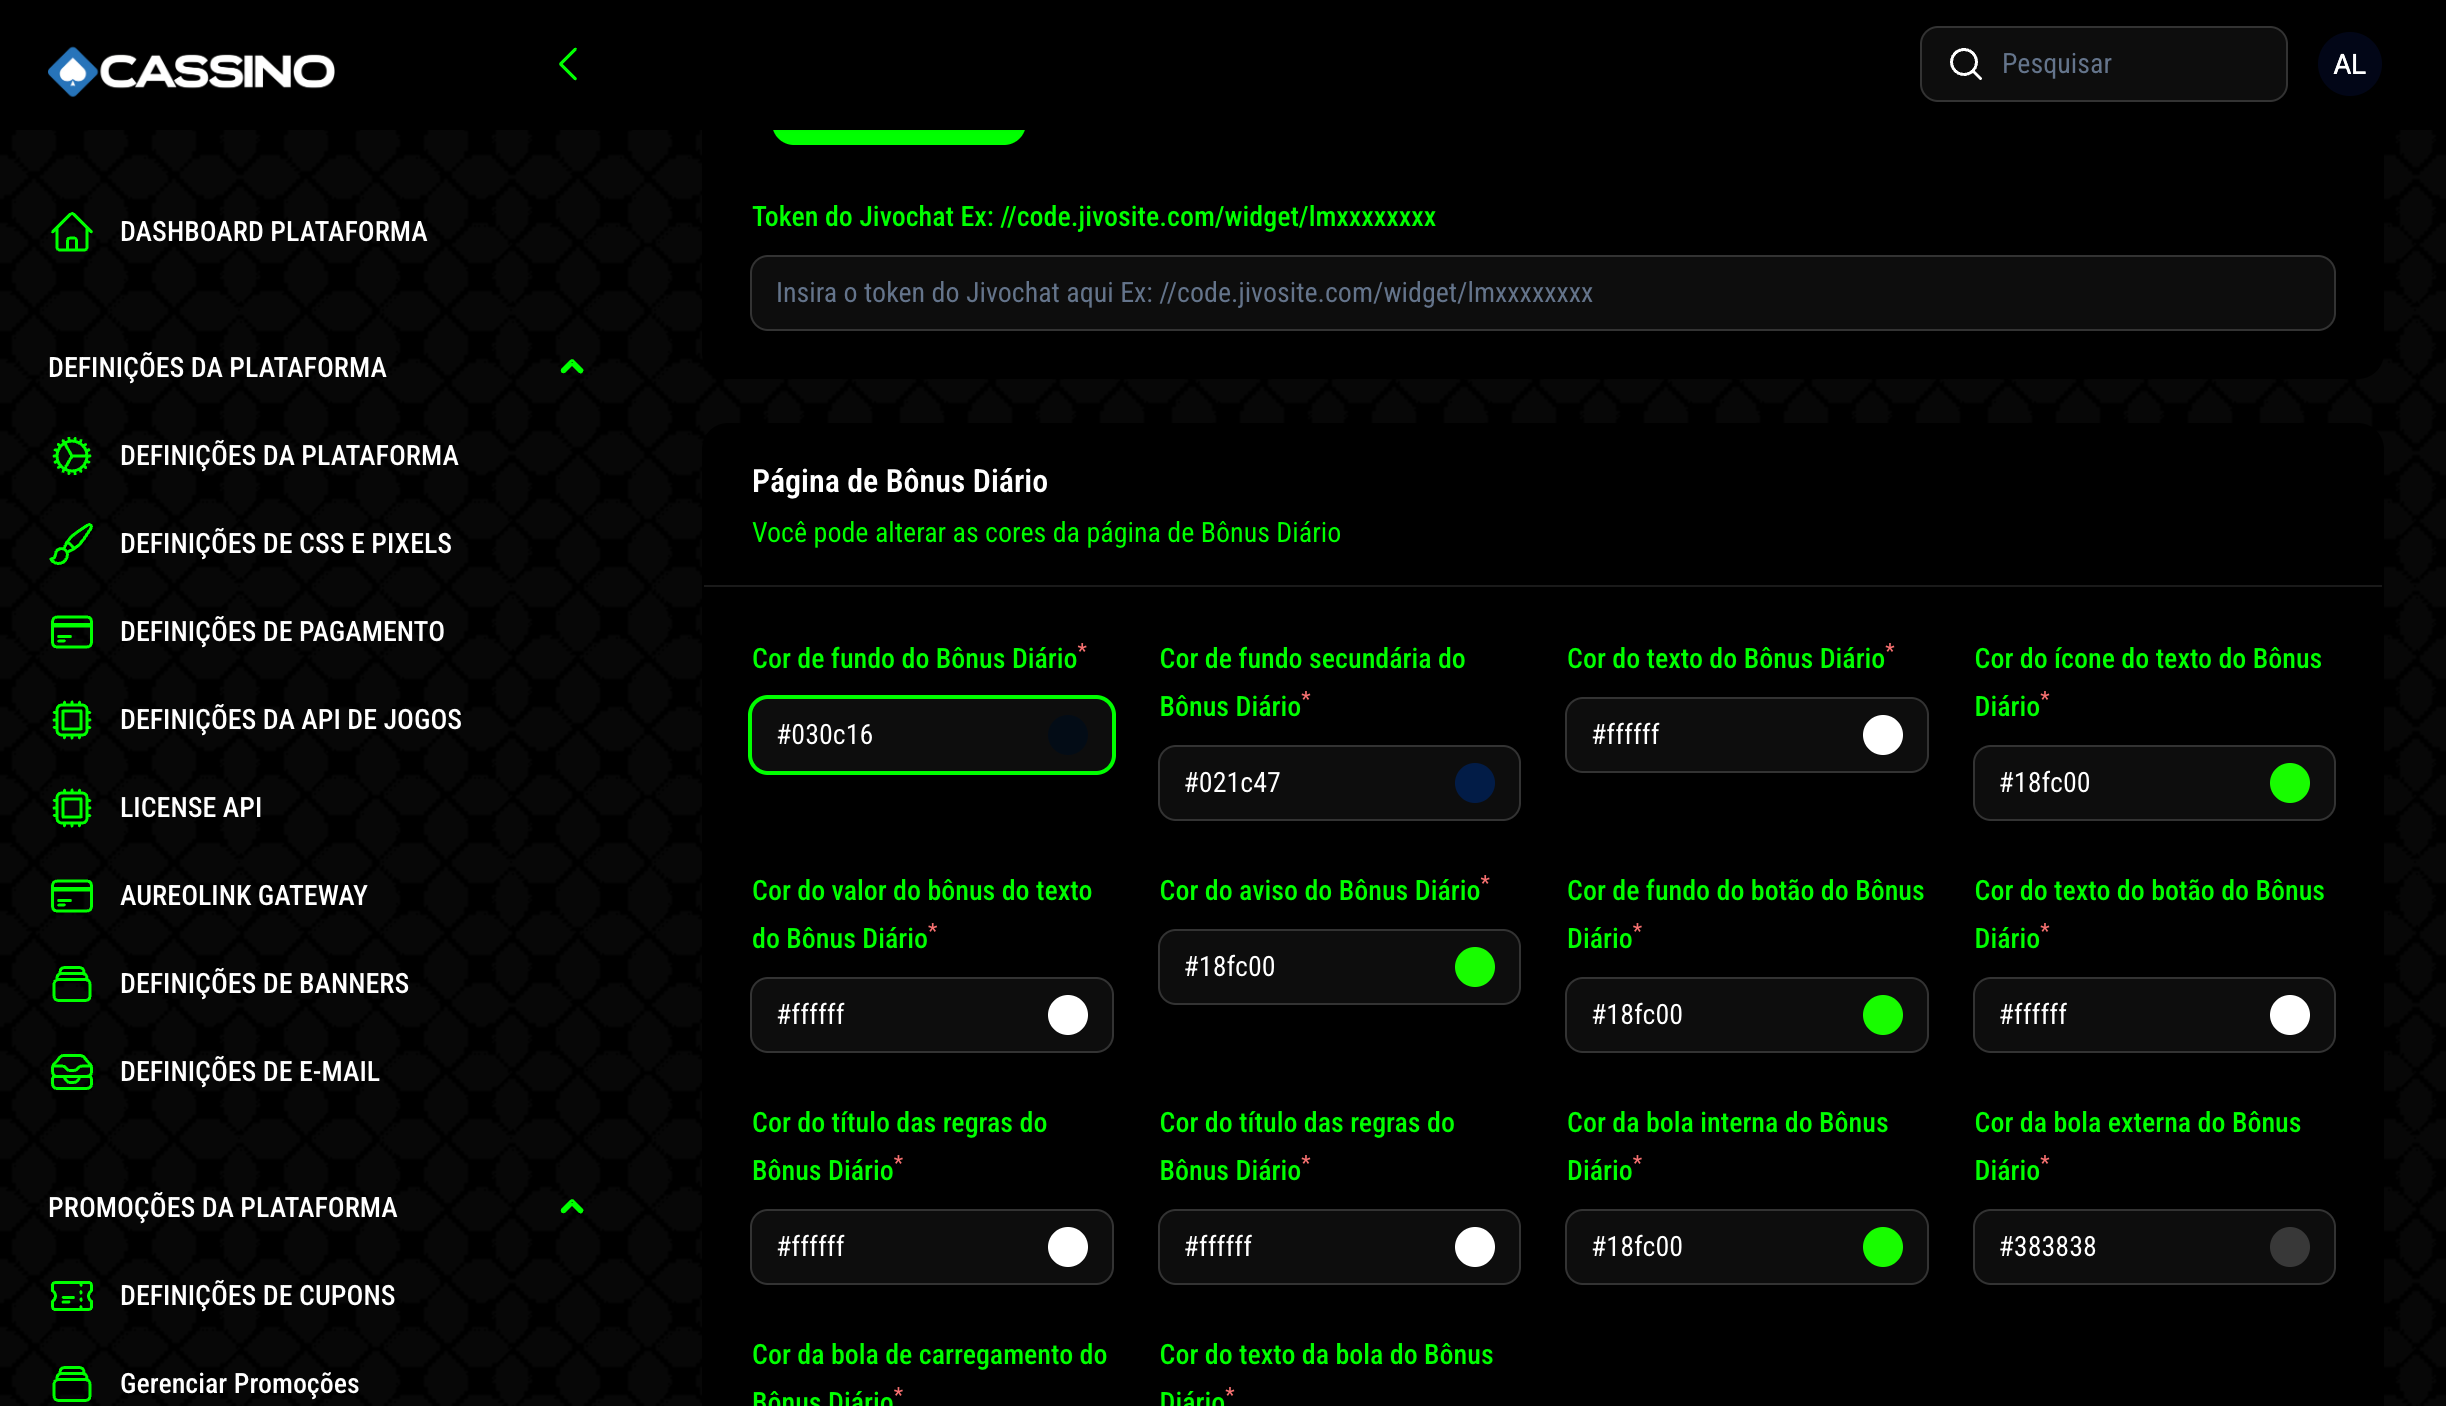 CASSINO
Pesquisar
AL
DASHBOARD PLATAFORMA
DEFINIÇÕES DA PLATAFORMA
DEFINIÇÕES DA PLATAFORMA
DEFINIÇÕES DE CSS E PIXELS
DEFINIÇÕES DE PAGAMENTO
DEFINIÇÕES DA API DE JOGOS
LICENSE API
AUREOLINK GATEWAY
DEFINIÇÕES DE BANNERS
DEFINIÇÕES DE E-MAIL
PROMOÇÕES DA PLATAFORMA
DEFINIÇÕES DE CUPONS
Gerenciar Promoções
Token do Jivochat Ex: //code.jivosite.com/widget/lmxxxxxxxx
Insira o token do Jivochat aqui Ex: //code.jivosite.com/widget/lmxxxxxxxx
Página de Bônus Diário
Você pode alterar as cores da página de Bônus Diário
Cor de fundo do Bônus Diário*
#030c16
Cor de fundo secundária do
Bônus Diário*
#021c47
Cor do texto do Bônus Diário*
#ffffff
Cor do ícone do texto do Bônus
Diário*
#18fc00
Cor do valor do bônus do texto
do Bônus Diário*
#ffffff
Cor do aviso do Bônus Diário*
#18fc00
Cor de fundo do botão do Bônus
Diário*
#18fc00
Cor do texto do botão do Bônus
Diário*
#ffffff
Cor do título das regras do
Bônus Diário*
#ffffff
Cor do título das regras do
Bônus Diário*
#ffffff
Cor da bola interna do Bônus
Diário*
#18fc00
Cor da bola externa do Bônus
Diário*
#383838
Cor da bola de carregamento do
Bônus Diário*
Cor do texto da bola do Bônus
Diário*